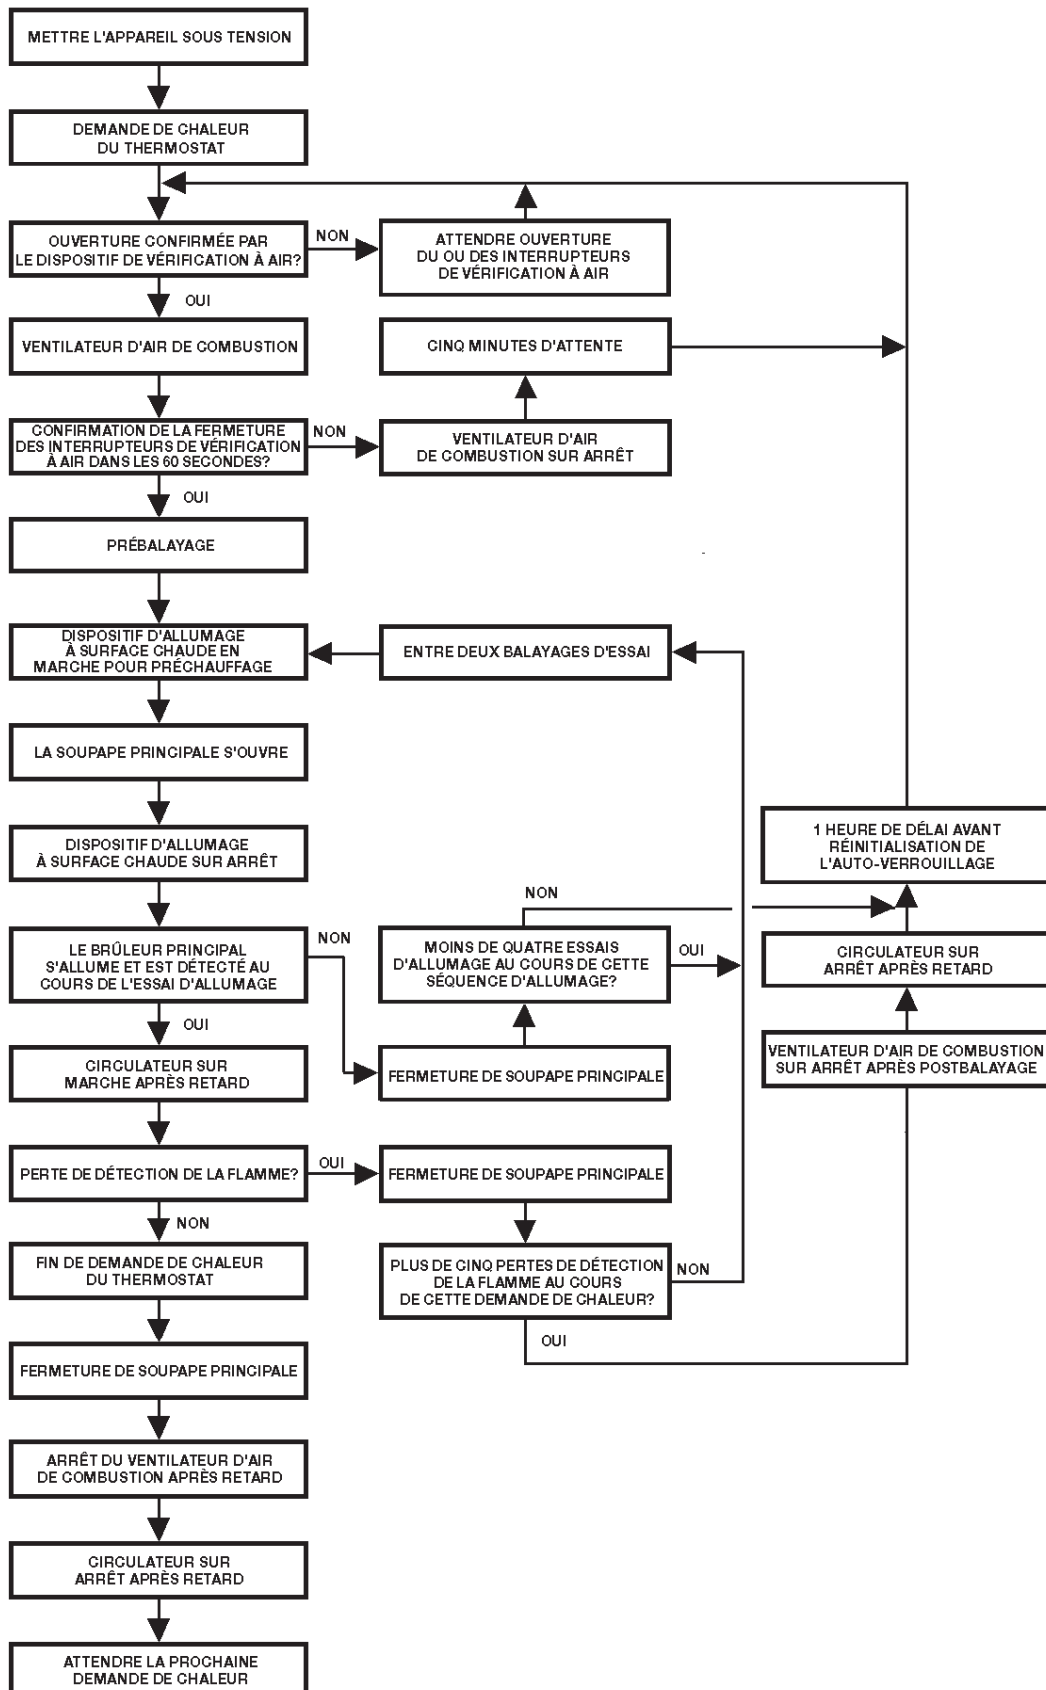 METTRE L'APPAREIL SOUS TENSION
DEMANDE DE CHALEUR
DU THERMOSTAT
OUVERTURE CONFIRMÉE PAR
LE DISPOSITIF DE VÉRIFICATION À AIR?
NON
ATTENDRE OUVERTURE
DU OU DES INTERRUPTEURS
DE VÉRIFICATION À AIR
OUI
VENTILATEUR D'AIR DE COMBUSTION
CINQ MINUTES D'ATTENTE
CONFIRMATION DE LA FERMETURE
DES INTERRUPTEURS DE VÉRIFICATION
À AIR DANS LES 60 SECONDES?
NON
VENTILATEUR D'AIR
DE COMBUSTION SUR ARRÊT
OUI
PRÉBALAYAGE
DISPOSITIF D'ALLUMAGE
À SURFACE CHAUDE EN
MARCHE POUR PRÉCHAUFFAGE
ENTRE DEUX BALAYAGES D'ESSAI
LA SOUPAPE PRINCIPALE S'OUVRE
DISPOSITIF D'ALLUMAGE
À SURFACE CHAUDE SUR ARRÊT
1 HEURE DE DÉLAI AVANT
RÉINITIALISATION DE
L'AUTO-VERROUILLAGE
NON
LE BRÛLEUR PRINCIPAL
S'ALLUME ET EST DÉTECTÉ AU
COURS DE L'ESSAI D'ALLUMAGE
NON
MOINS DE QUATRE ESSAIS
D'ALLUMAGE AU COURS DE CETTE
SÉQUENCE D'ALLUMAGE?
OUI
CIRCULATEUR SUR
ARRÊT APRÈS RETARD
OUI
CIRCULATEUR SUR
MARCHE APRÈS RETARD
FERMETURE DE SOUPAPE PRINCIPALE
VENTILATEUR D'AIR DE COMBUSTION
SUR ARRÊT APRÈS POSTBALAYAGE
PERTE DE DÉTECTION DE LA FLAMME?
OUI
FERMETURE DE SOUPAPE PRINCIPALE
NON
FIN DE DEMANDE DE CHALEUR
DU THERMOSTAT
PLUS DE CINQ PERTES DE DÉTECTION
DE LA FLAMME AU COURS
DE CETTE DEMANDE DE CHALEUR?
NON
OUI
FERMETURE DE SOUPAPE PRINCIPALE
ARRÊT DU VENTILATEUR D'AIR
DE COMBUSTION APRÈS RETARD
CIRCULATEUR SUR
ARRÊT APRÈS RETARD
ATTENDRE LA PROCHAINE
DEMANDE DE CHALEUR